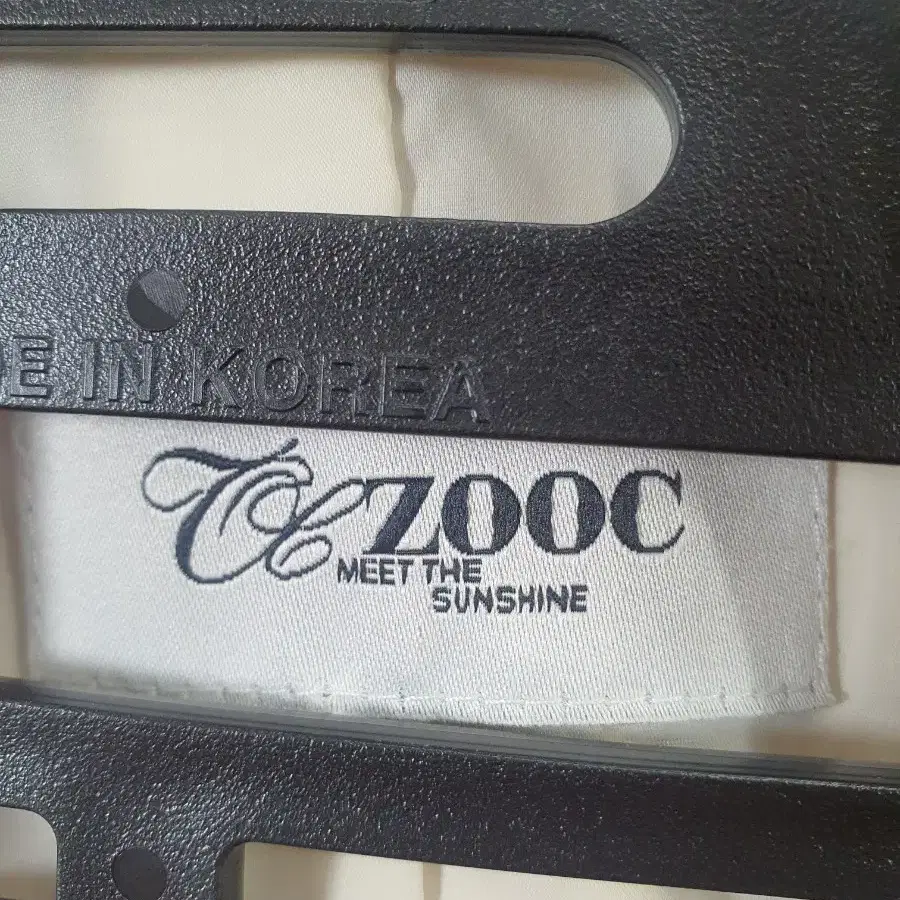 E IN KOREA
ZOOC
MEET THE
SUNSHINE